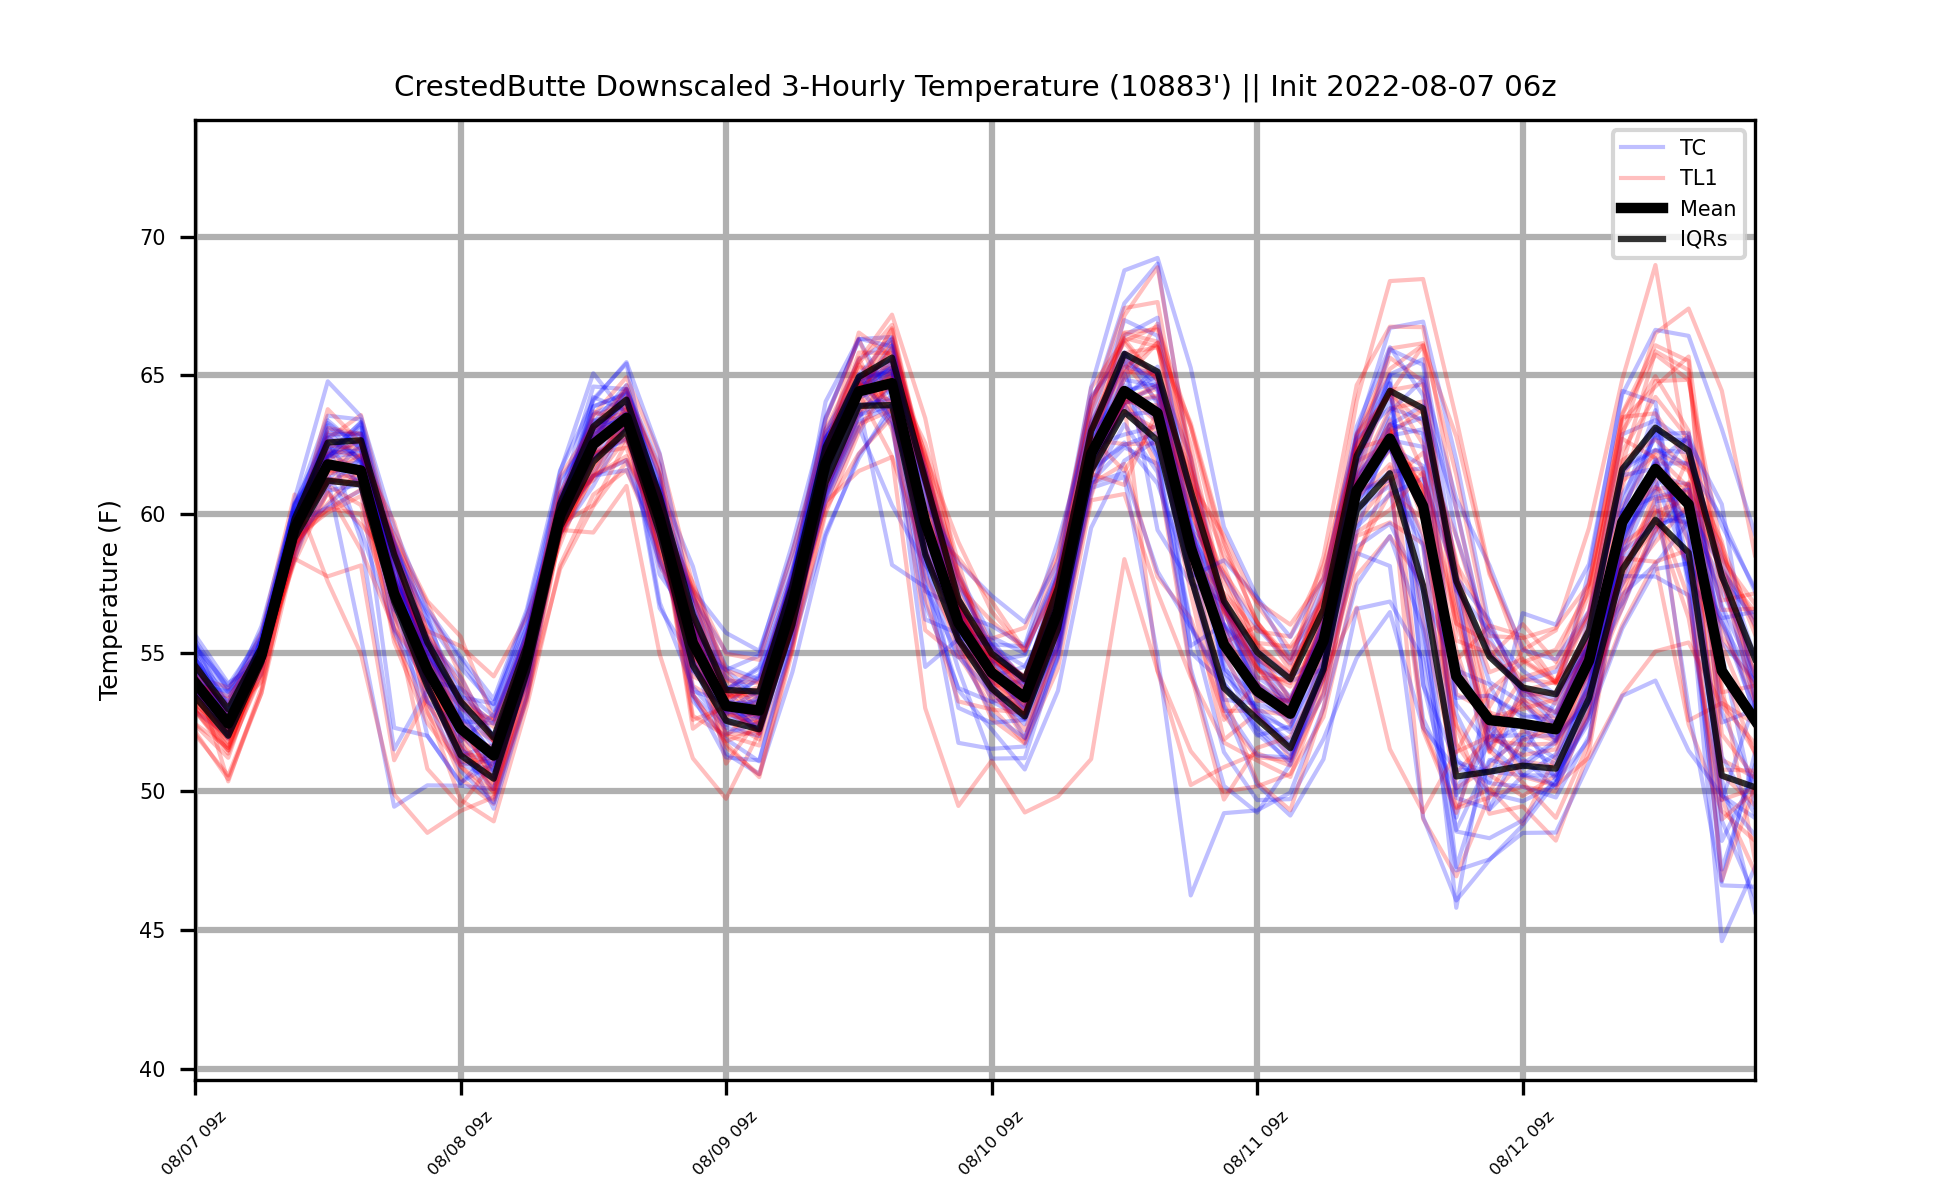 CrestedButte Downscaled 3-Hourly Temperature (10883') || Init 2022-08-07 06z
TC
TL1
Mean
IQRs
Temperature (F)
70
65
60
55
50
45
40
08/07 09z
08/08 09z
08/09 09z
08/10 09z
08/11 09z
08/12 09z